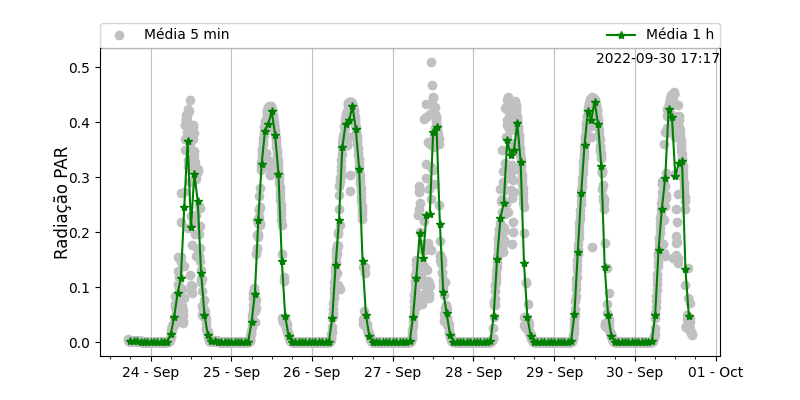 Média 5 min
Média 1 h
2022-09-30 17:17
Radiação PAR
0.5
0.4
0.3
0.2
0.1
0.0
24 - Sep
25 - Sep
26 - Sep
27 - Sep
28 - Sep
29 - Sep
30 - Sep
01 - Oct